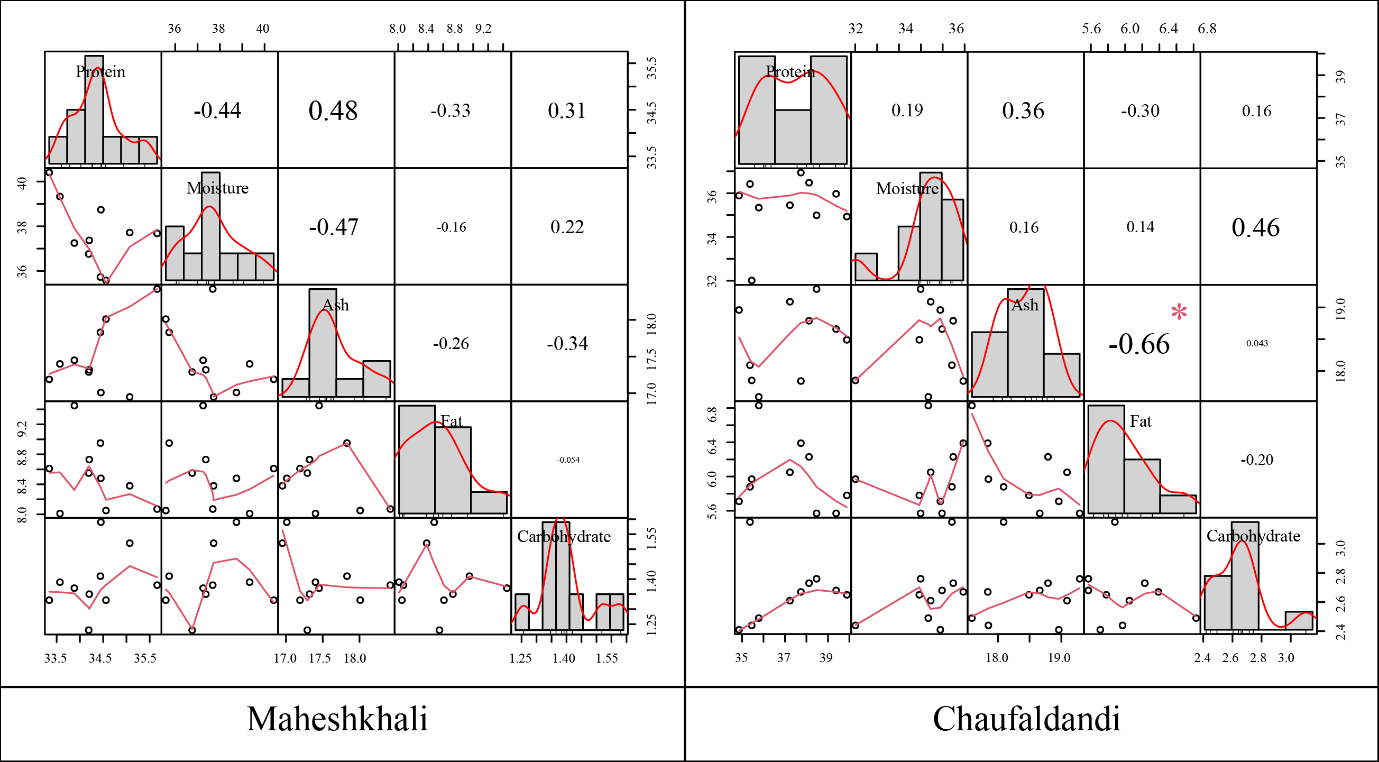 36 38 40 8.0 8.4 8.8 9.2
32 34 36 5.6 6.0 6.4 6.8
Protein -0.44 0.48 -0.33 0.31 33.5 34.5 35.5
Protein 0.19 0.36 -0.30 0.16 35 37 39
36 38 40 Moisture -0.47 -0.16 0.22
32 34 36 Moisture 0.16 0.14 0.46
Ash -0.26 -0.34 17.0 17.5 18.0
Ash -0.66 * 0.043 18.0 19.0
8.0 8.4 8.8 9.2 Fat -0.054
5.6 6.0 6.4 6.8 Fat -0.20
Carbohydrate 1.25 1.40 1.55
Carbohydrate 2.4 2.6 2.8 3.0
33.5 34.5 35.5 17.0 17.5 18.0 1.25 1.40 1.55
35 37 39 18.0 19.0 2.4 2.6 2.8 3.0
Maheshkhali
Chaufaldandi